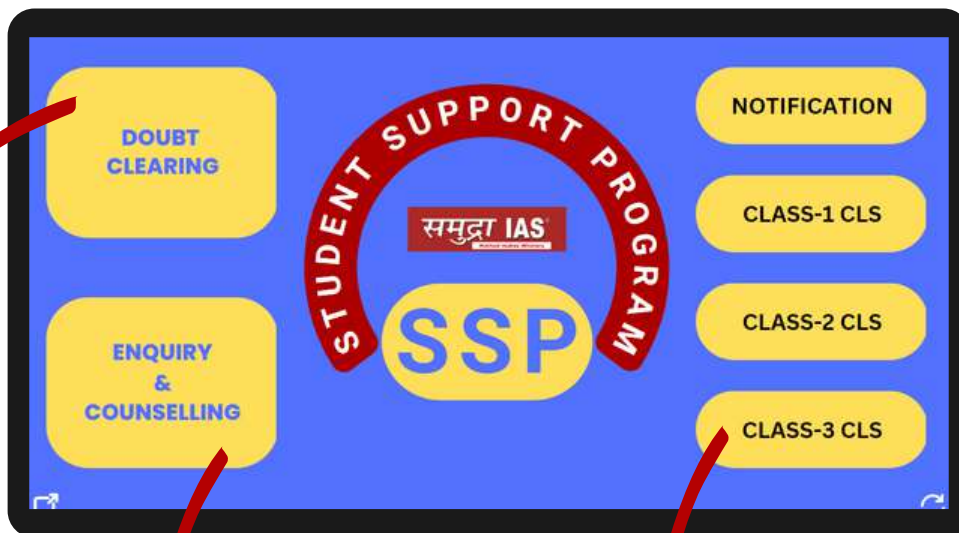 DOUBT
CLEARING
ENQUIRY
&
COUNSELLING
STUDENT SUPPORT PROGRAM
समुद्रा IAS
SSP
NOTIFICATION
CLASS-1 CLS
CLASS-2 CLS
CLASS-3 CLS